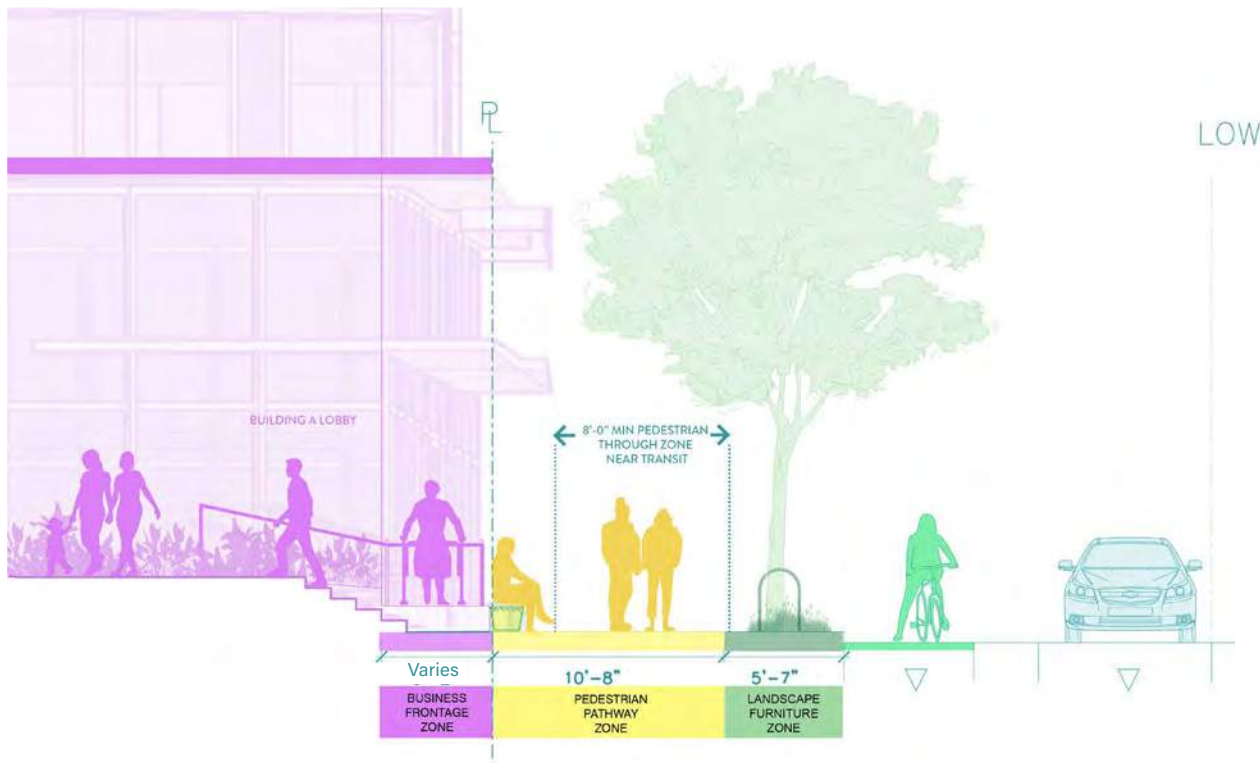 PL
LOW
BUILDING A LOBBY
8'-0" MIN PEDESTRIAN
THROUGH ZONE
NEAR TRANSIT
Varies
10'-8"
5'-7"
BUSINESS
FRONTAGE
ZONE
PEDESTRIAN
PATHWAY
ZONE
LANDSCAPE
FURNITURE
ZONE